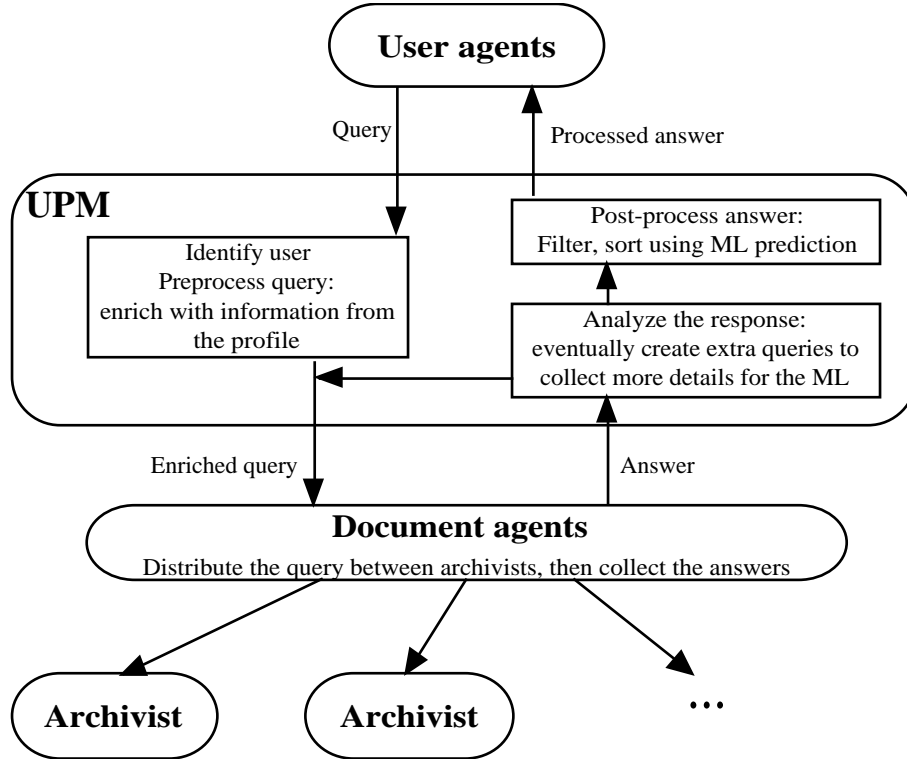 User agents
Query
Processed answer
UPM
Identify user
Preprocess query:
enrich with information from
the profile
Post-process answer:
Filter, sort using ML prediction
Analyze the response:
eventually create extra queries to
collect more details for the ML
Enriched query
Answer
Document agents
Distribute the query between archivists, then collect the answers
Archivist
Archivist
...